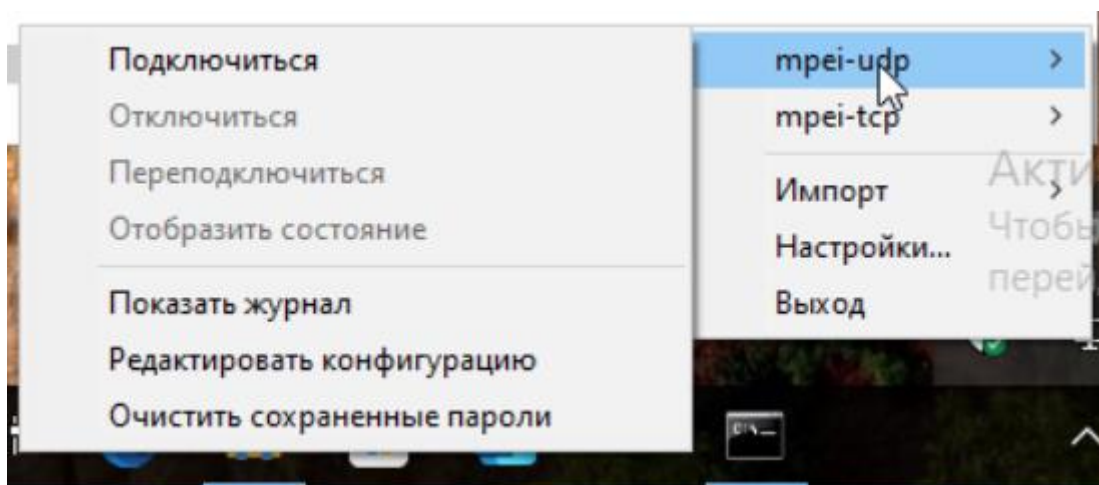 Подключиться
Отключиться
Переподключиться
Отобразить состояние
Показать журнал
Редактировать конфигурацию
Очистить сохраненные пароли
mpei-udp
mpei-tcp
Импорт
Настройки...
Выход